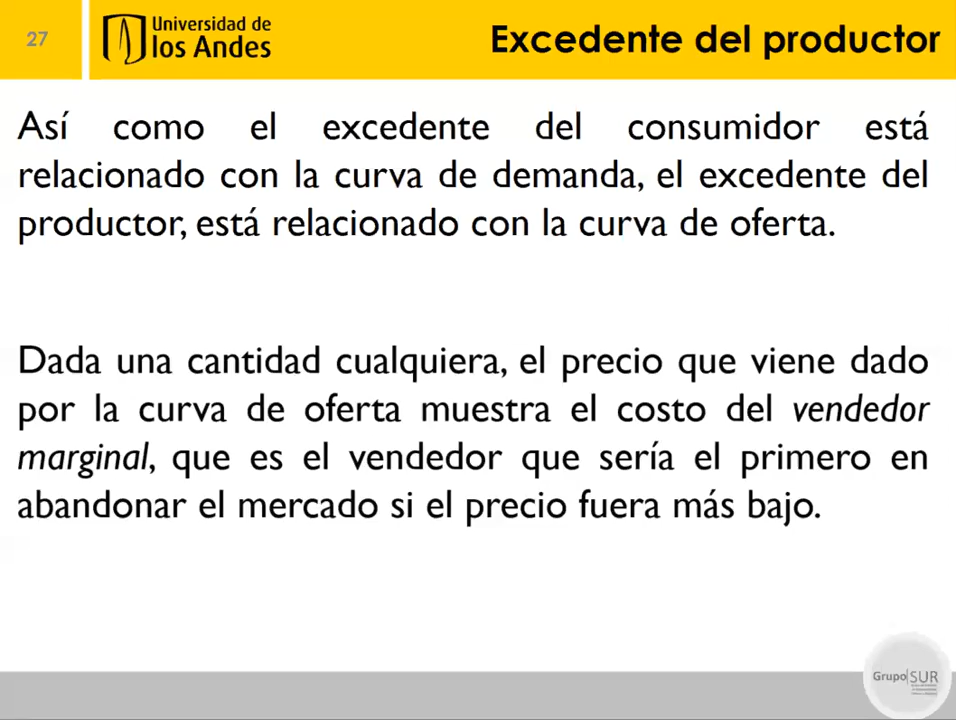 27
Universidad de
los Andes
Excedente del productor
Así como el excedente del consumidor está
relacionado con la curva de demanda, el excedente del
productor, está relacionado con la curva de oferta.
Dada una cantidad cualquiera, el precio que viene dado
por la curva de oferta muestra el costo del vendedor
marginal, que es el vendedor que sería el primero en
abandonar el mercado si el precio fuera más bajo.
Grupo|SUR